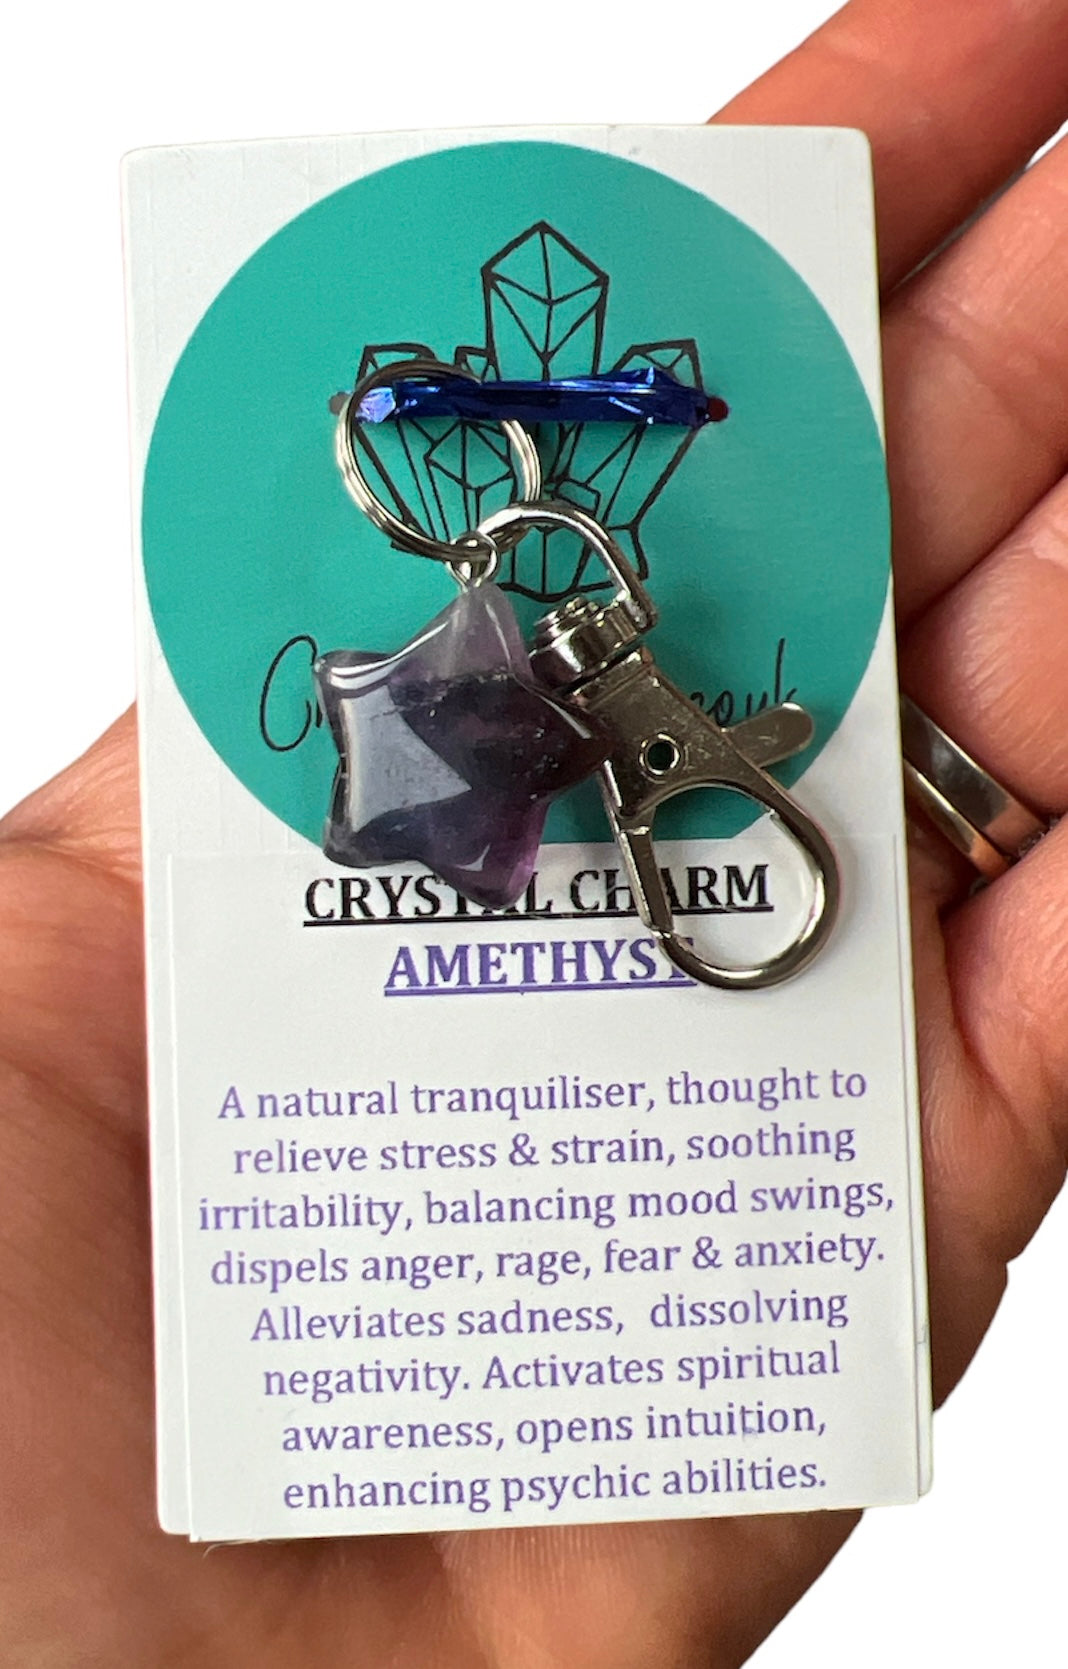 CRYSTAL CHARM
AMETHYST
A natural tranquiliser, thought to
relieve stress & strain, soothing
irritability, balancing mood swings,
dispels anger, rage, fear & anxiety.
Alleviates sadness, dissolving
negativity. Activates spiritual
awareness, opens intuition,
enhancing psychic abilities.